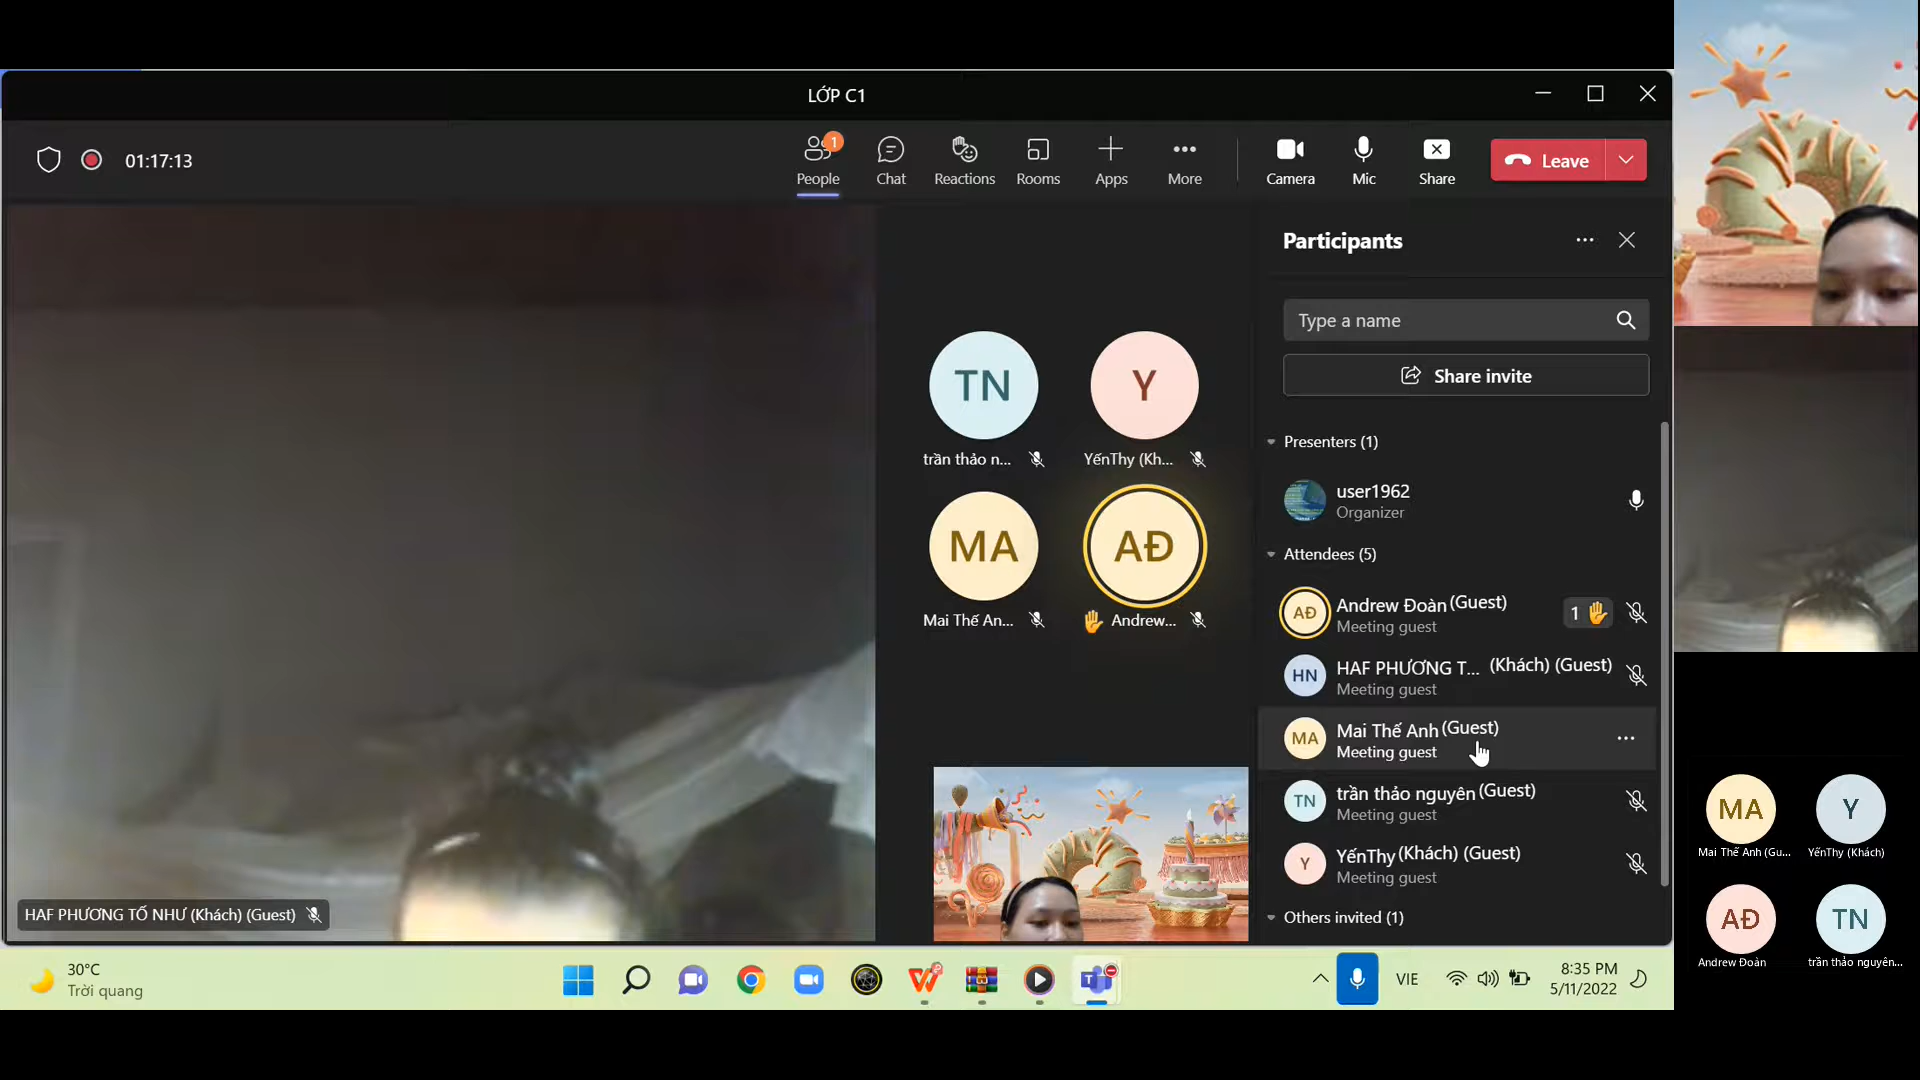 LỚP C1
01:17:13
1
People
Chat
Reactions
Rooms
Apps
More
Camera
Mic
Share
Leave
Participants
Type a name
Share invite
Presenters (1)
user1962
Organizer
Attendees (5)
AĐ
Andrew Đoàn (Guest)
Meeting guest
1
HN
HAF PHƯƠNG T... (Khách) (Guest)
Meeting guest
MA
Mai Thế Anh (Guest)
Meeting guest
TN
trần thảo nguyên (Guest)
Meeting guest
Y
YếnThy (Khách) (Guest)
Meeting guest
Others invited (1)
TN
trần thảo n...
Y
YếnThy (Kh...
MA
Mai Thế An...
AĐ
Andrew...
HAF PHƯƠNG TỐ NHƯ (Khách) (Guest)
MA
Mai Thế Anh (Gu...
Y
YếnThy (Khách)
AĐ
Andrew Đoàn
TN
trần thảo nguyên...
30°C
Trời quang
VIE
8:35 PM
5/11/2022